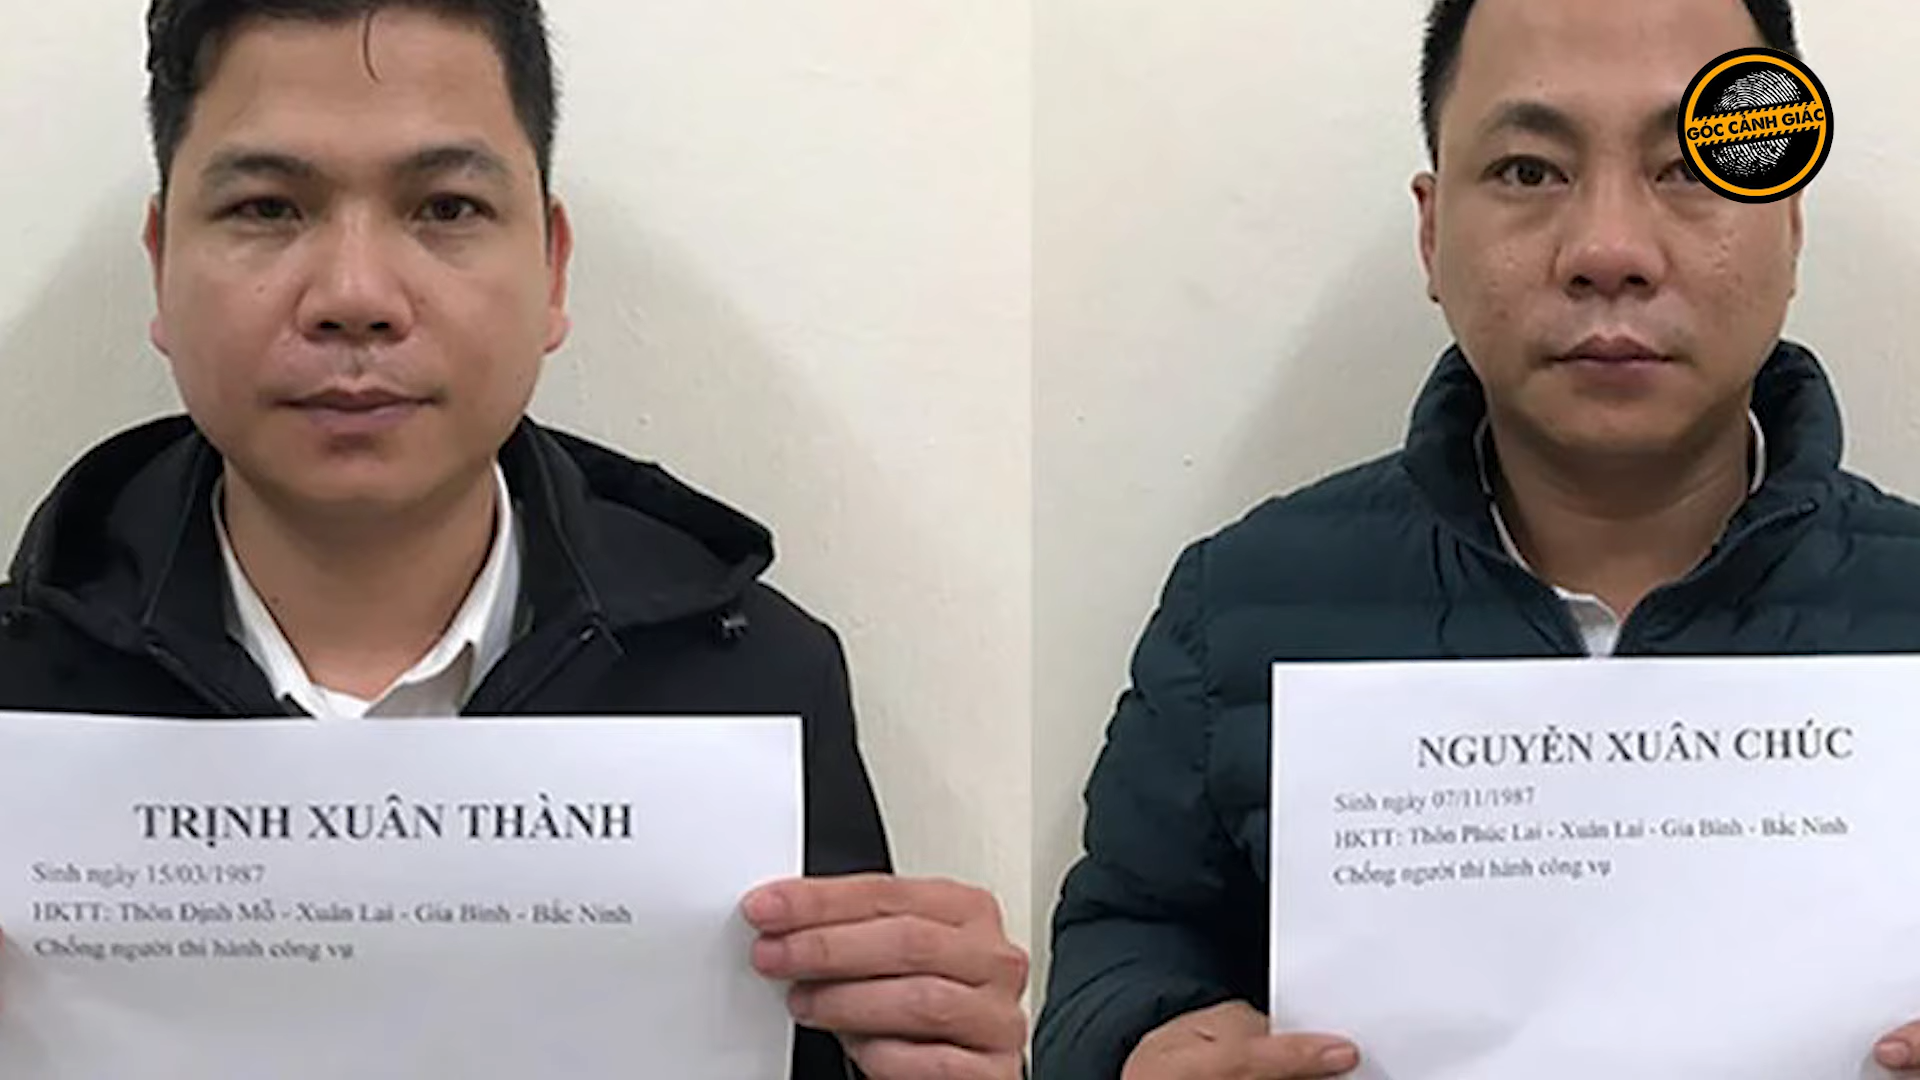 GÓC CẢNH GIÁC
TRỊNH XUÂN THÀNH
Sinh ngày 15/03/1987
HKTT: Thôn Định Mỗ - Xuân Lai - Gia Bình - Bắc Ninh
Chống người thi hành công vụ
NGUYỄN XUÂN CHÚC
Sinh ngày 07/11/1987
HKTT: Thôn Phúc Lai - Xuân Lai - Gia Bình - Bắc Ninh
Chống người thi hành công vụ